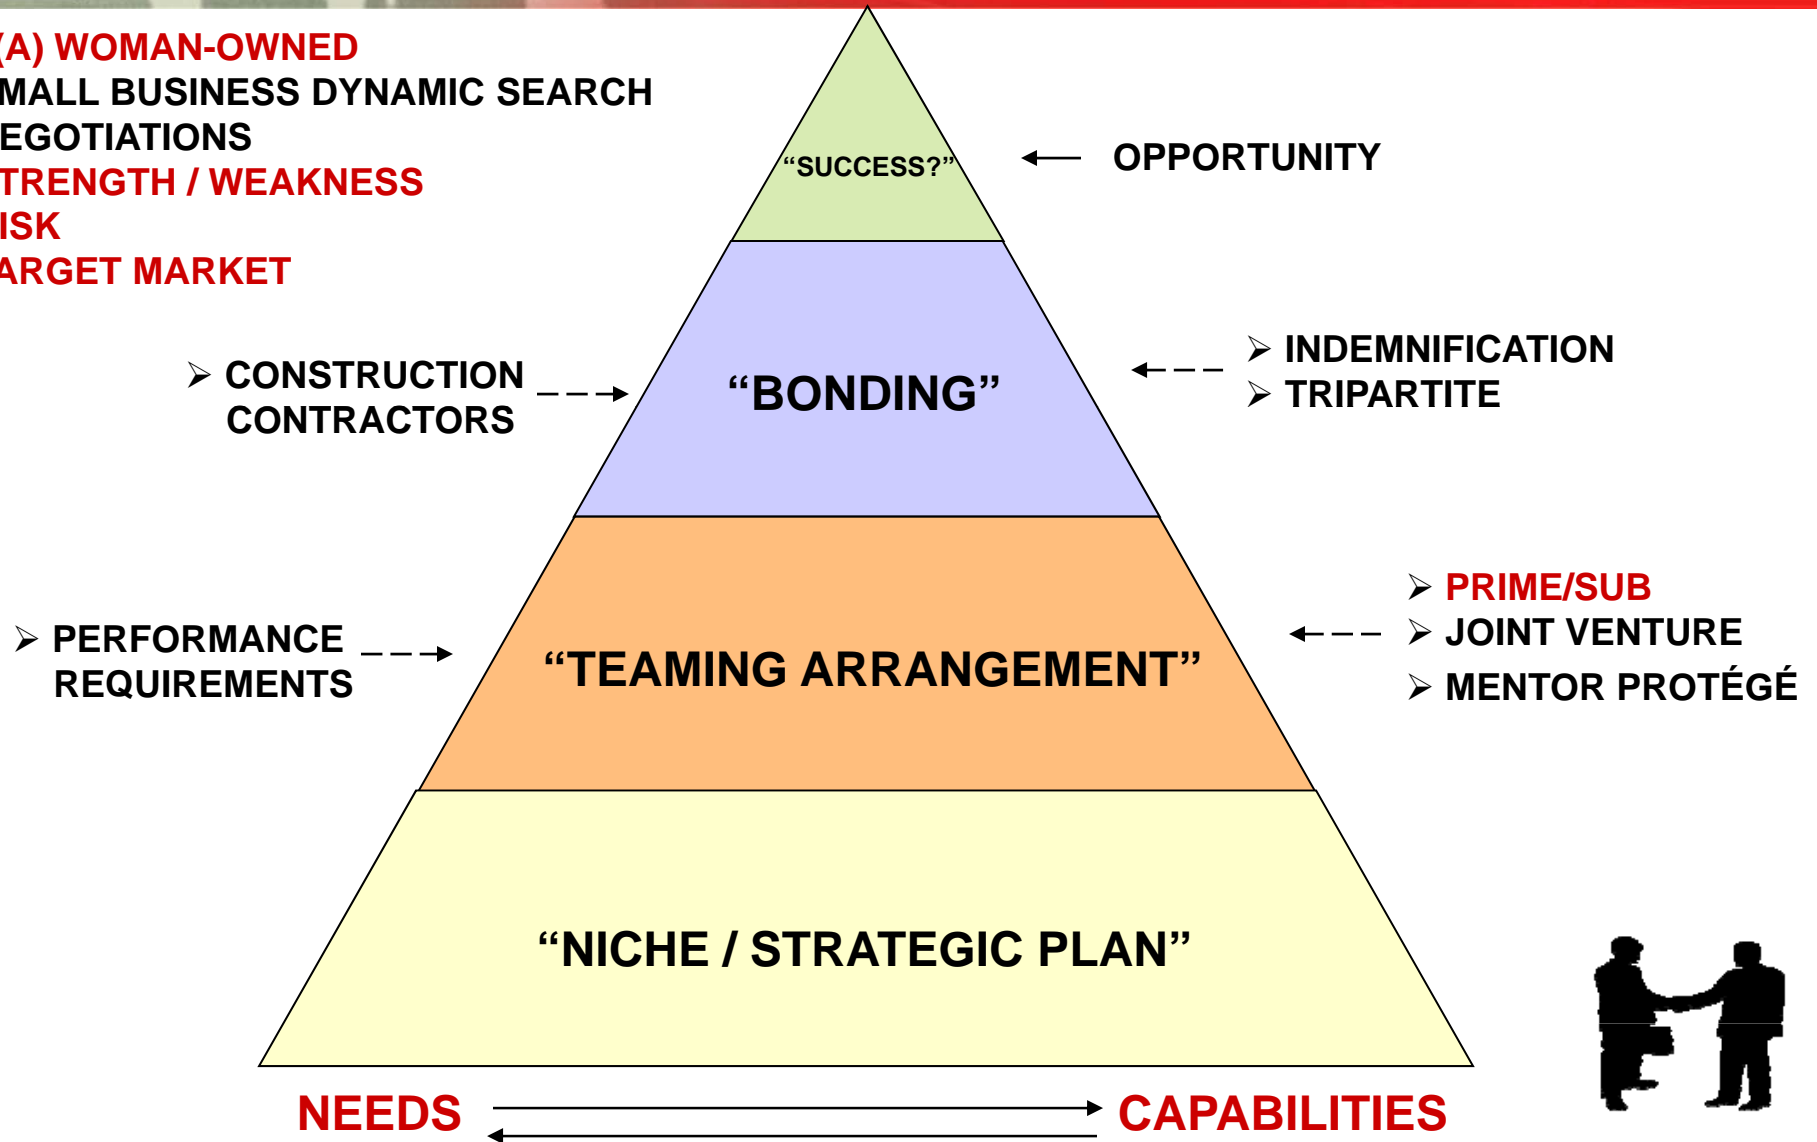 (A) WOMAN-OWNED
MALL BUSINESS DYNAMIC SEARCH
EGOTIATIONS
TRENGTH / WEAKNESS
ISK
ARGET MARKET
“SUCCESS?”
OPPORTUNITY
➢ CONSTRUCTION
CONTRACTORS
“BONDING”
➢ INDEMNIFICATION
➢ TRIPARTITE
➢ PERFORMANCE
REQUIREMENTS
“TEAMING ARRANGEMENT”
➢ PRIME/SUB
➢ JOINT VENTURE
➢ MENTOR PROTÉGÉ
“NICHE / STRATEGIC PLAN”
NEEDS
CAPABILITIES